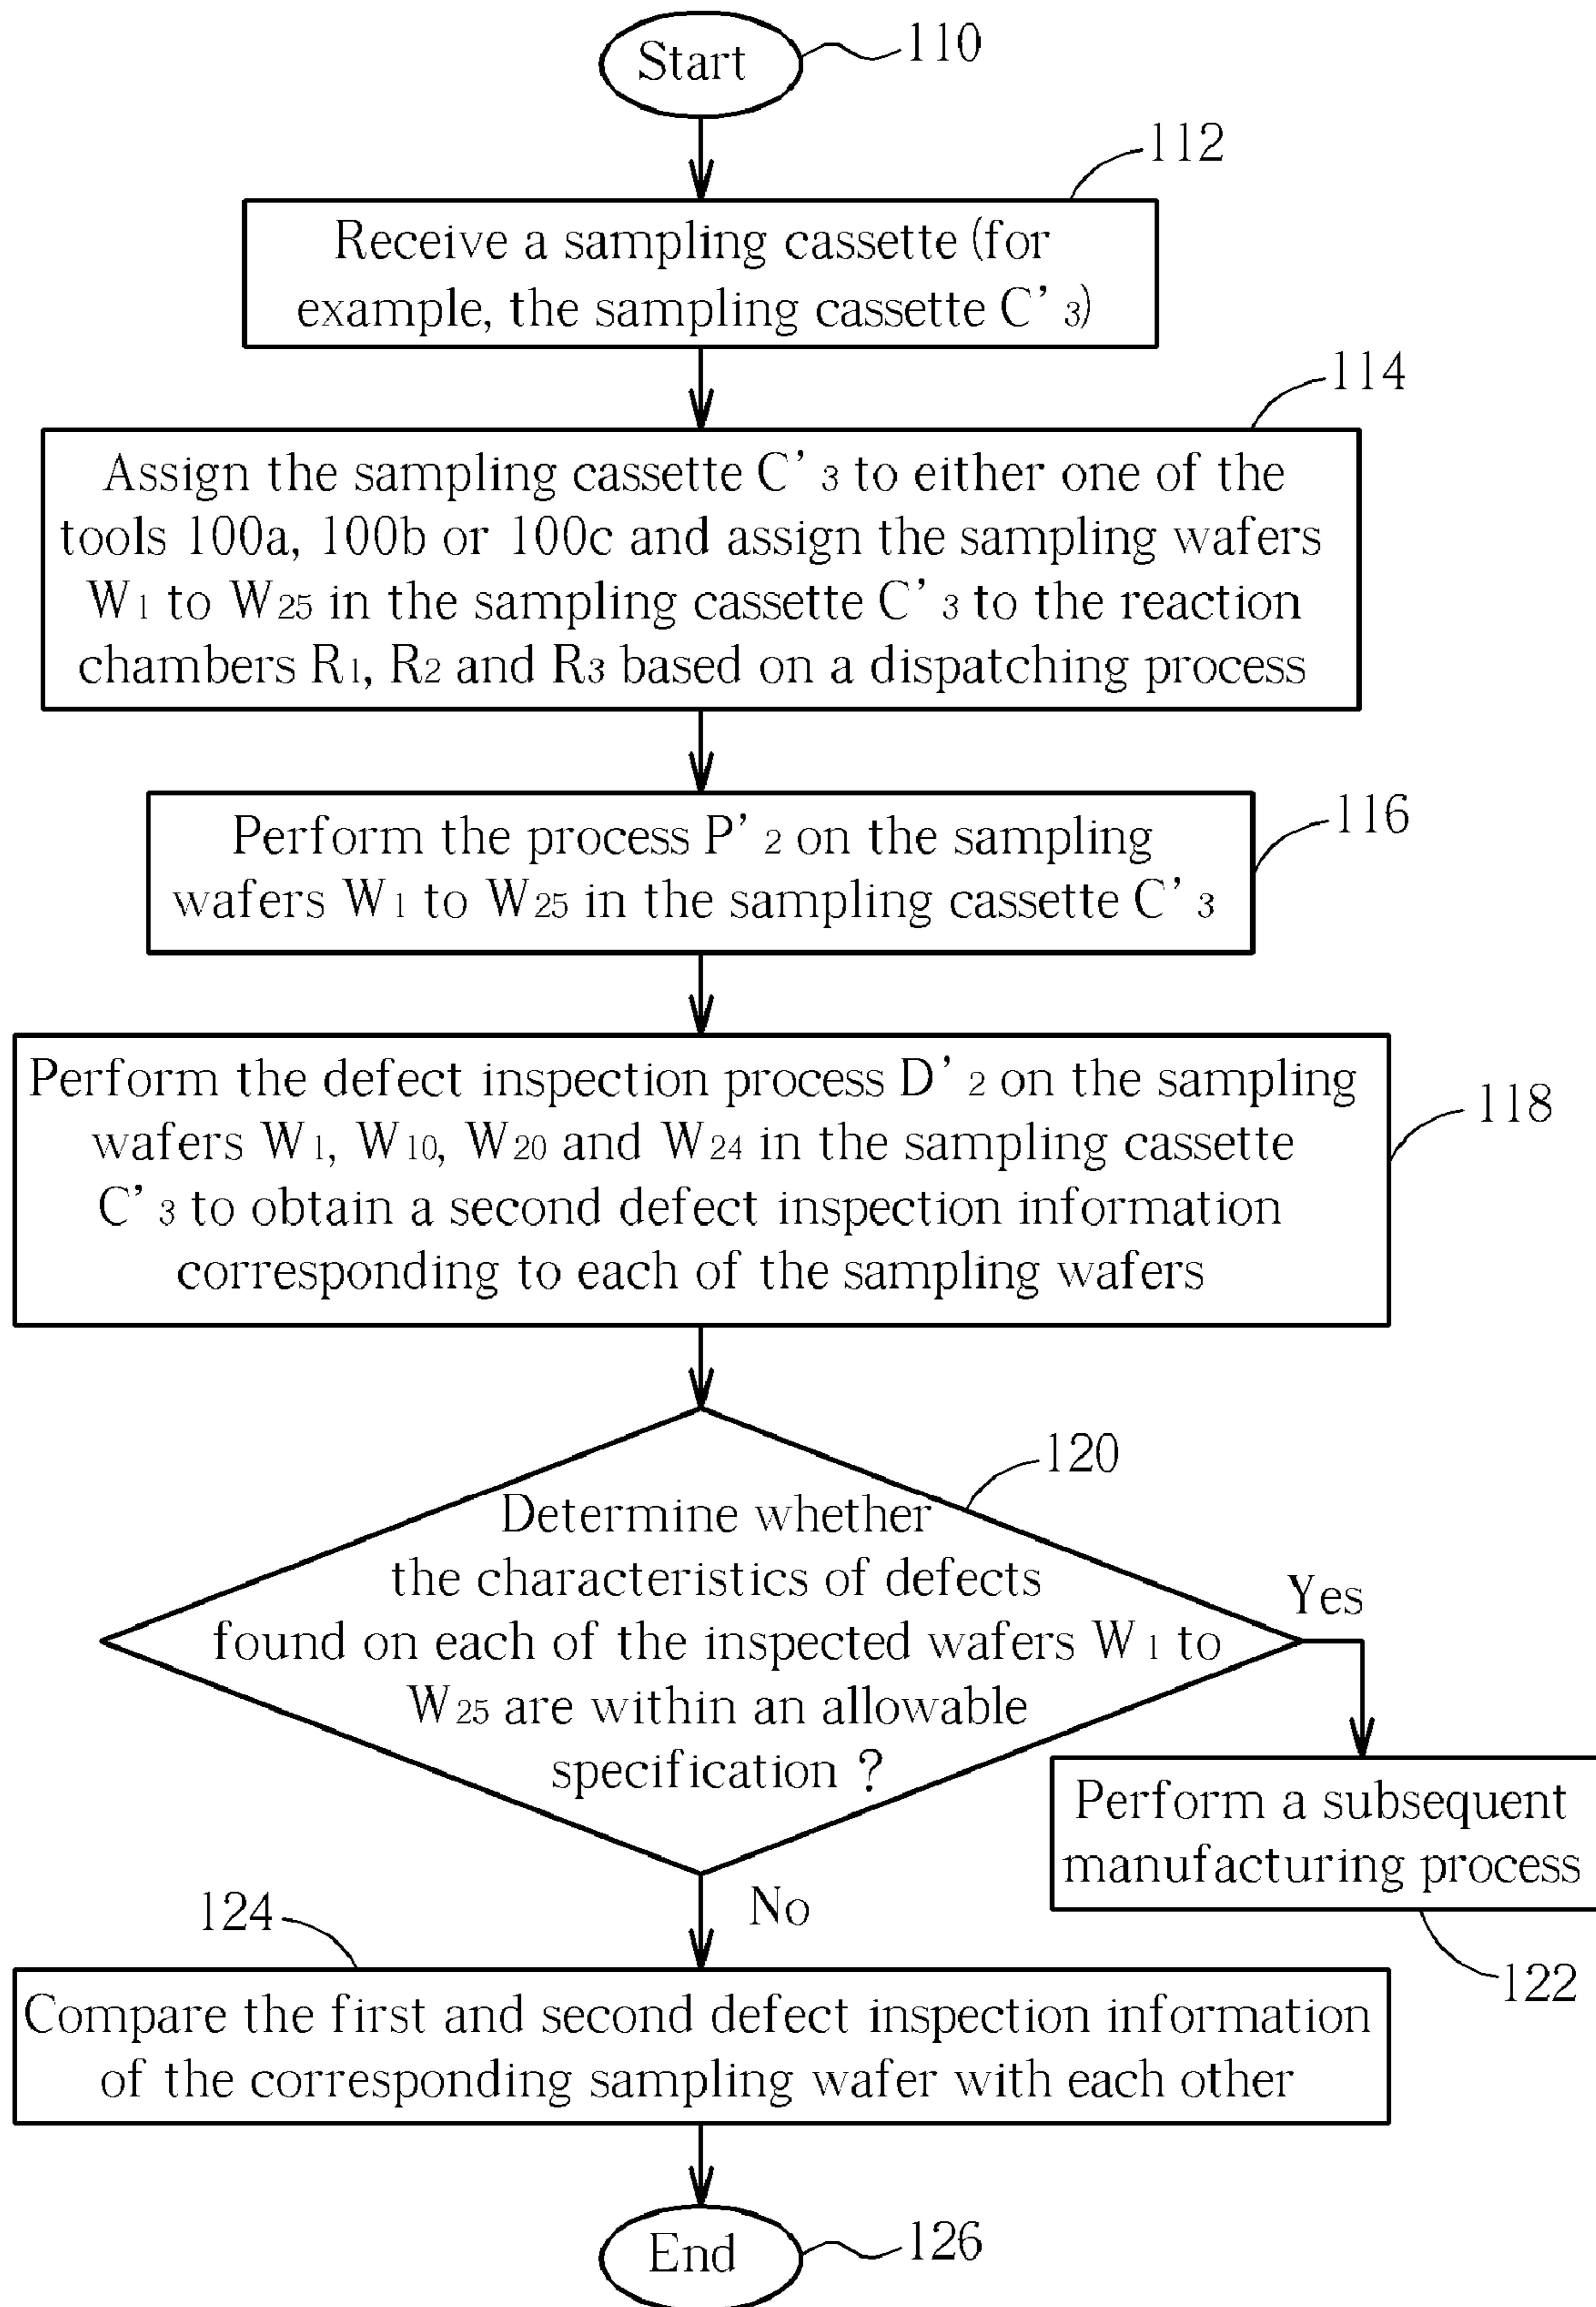 Start
110
112
Receive a sampling cassette (for
example, the sampling cassette C’₃)
114
Assign the sampling cassette C’₃ to either one of the
tools 100a, 100b or 100c and assign the sampling wafers
W₁ to W₂₅ in the sampling cassette C’₃ to the reaction
chambers R₁, R₂ and R₃ based on a dispatching process
116
Perform the process P’₂ on the sampling
wafers W₁ to W₂₅ in the sampling cassette C’₃
118
Perform the defect inspection process D’₂ on the sampling
wafers W₁, W₁₀, W₂₀ and W₂₄ in the sampling cassette
C’₃ to obtain a second defect inspection information
corresponding to each of the sampling wafers
120
Determine whether
the characteristics of defects
found on each of the inspected wafers W₁ to
W₂₅ are within an allowable
specification ?
Yes
Perform a subsequent
manufacturing process
122
No
124
Compare the first and second defect inspection information
of the corresponding sampling wafer with each other
End
126